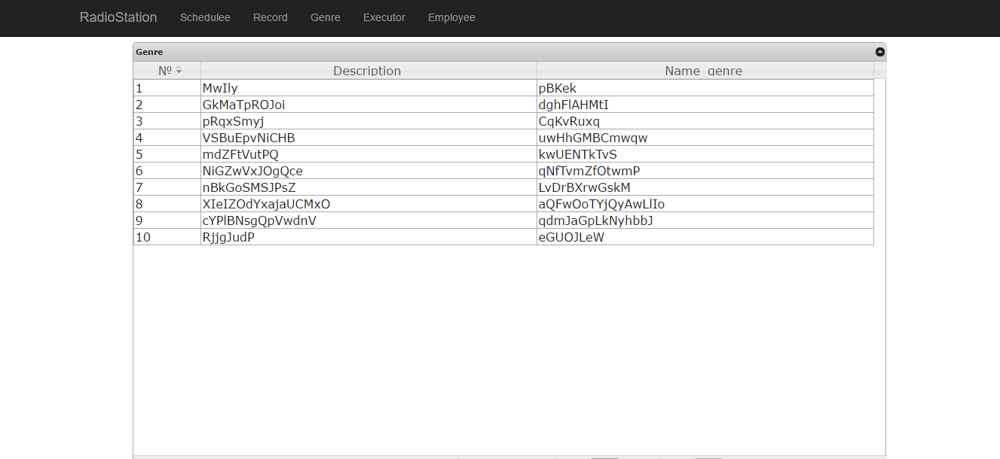 RadioStation Schedulee Record Genre Executor Employee
Genre
Nº Description Name_genre
1 MwIly pBKek
2 GkMaTpROJoi dghFlAHMtI
3 pRqxSmyj CqKvRuxq
4 VSBuEpvNiCHB uwHhGMBCmwqw
5 mdZFtVutPQ kwUENTkTvS
6 NiGZwVxJOgQce qNfTvmZfOtwmP
7 nBkGoSMSJPsZ LvDrBXrwGskM
8 XIeIZOdYxajaUCMxO aQFwOoTYjQyAwLlIo
9 cYPlBNsgQpVwdnV qdmJaGpLkNyhbbJ
10 RjjgJudP eGUOJLeW